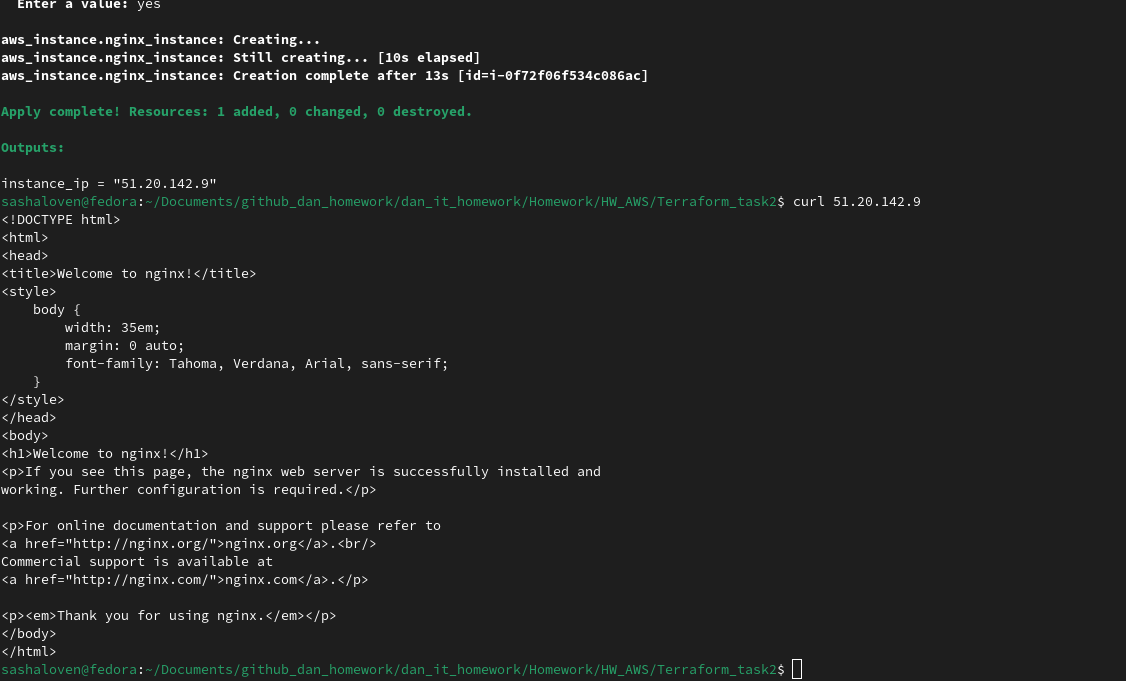 Enter a value: yes

aws_instance.nginx_instance: Creating...
aws_instance.nginx_instance: Still creating... [10s elapsed]
aws_instance.nginx_instance: Creation complete after 13s [id=i-0f72f06f534c086ac]

Apply complete! Resources: 1 added, 0 changed, 0 destroyed.

Outputs:

instance_ip = "51.20.142.9"
sashaloven@fedora:~/Documents/github_dan_homework/dan_it_homework/Homework/HW_AWS/Terraform_task2$ curl 51.20.142.9
<!DOCTYPE html>
<html>
<head>
<title>Welcome to nginx!</title>
<style>
    body {
        width: 35em;
        margin: 0 auto;
        font-family: Tahoma, Verdana, Arial, sans-serif;
    }
</style>
</head>
<body>
<h1>Welcome to nginx!</h1>
<p>If you see this page, the nginx web server is successfully installed and
working. Further configuration is required.</p>

<p>For online documentation and support please refer to
<a href="http://nginx.org/">nginx.org</a>.<br/>
Commercial support is available at
<a href="http://nginx.com/">nginx.com</a>.</p>

<p><em>Thank you for using nginx.</em></p>
</body>
</html>
sashaloven@fedora:~/Documents/github_dan_homework/dan_it_homework/Homework/HW_AWS/Terraform_task2$